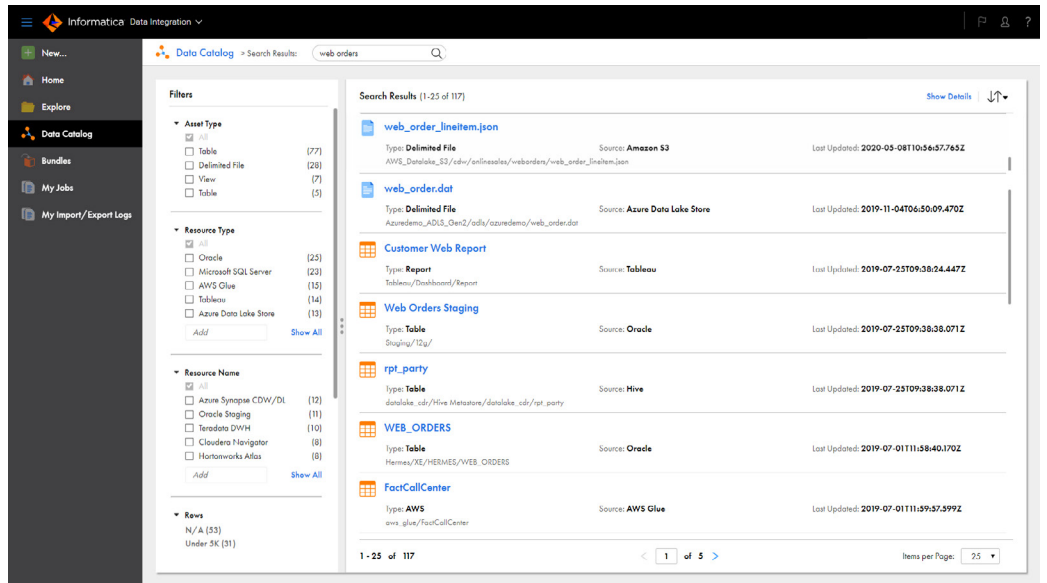 Informatica Data Integration
?
New...
Home
Explore
Data Catalog
Bundles
My Jobs
My Import/Export Logs
Data Catalog > Search Results: web orders
Filters
Asset Type
All
Table (77)
Delimited File (28)
View (7)
Table (5)
Resource Type
All
Oracle (25)
Microsoft SQL Server (23)
AWS Glue (15)
Tableau (14)
Azure Data Lake Store (13)
Add Show All
Resource Name
All
Azure Synapse CDW/DL (12)
Oracle Staging (11)
Teradata DWH (10)
Cloudera Navigator (8)
Hortonworks Atlas (8)
Add Show All
Rows
N/A (53)
Under 5K (31)
Search Results (1-25 of 117) Show Details
web_order_lineitem.json
Type: Delimited File Source: Amazon S3 Last Updated: 2020-05-08T10:56:57.765Z
AWS_Datalake_S3/cdw/onlinesales/weborders/web_order_lineitem.json
web_order.dat
Type: Delimited File Source: Azure Data Lake Store Last Updated: 2019-11-04T06:50:09.470Z
Azuredemo_ADLS_Gen2/adls/azuredemo/web_order.dat
Customer Web Report
Type: Report Source: Tableau Last Updated: 2019-07-25T09:38:24.447Z
Tableau/Dashboard/Report
Web Orders Staging
Type: Table Source: Oracle Last Updated: 2019-07-25T09:38:38.071Z
Staging/12g/
rpt_party
Type: Table Source: Hive Last Updated: 2019-07-25T09:38:38.071Z
datalake_cdr/Hive Metastore/datalake_cdr/rpt_party
WEB_ORDERS
Type: Table Source: Oracle Last Updated: 2019-07-01T11:58:40.170Z
Hermes/XE/HERMES/WEB_ORDERS
FactCallCenter
Type: AWS Source: AWS Glue Last Updated: 2019-07-01T11:59:57.599Z
aws_glue/FactCallCenter
1 - 25 of 117 < 1 of 5 > Items per Page: 25